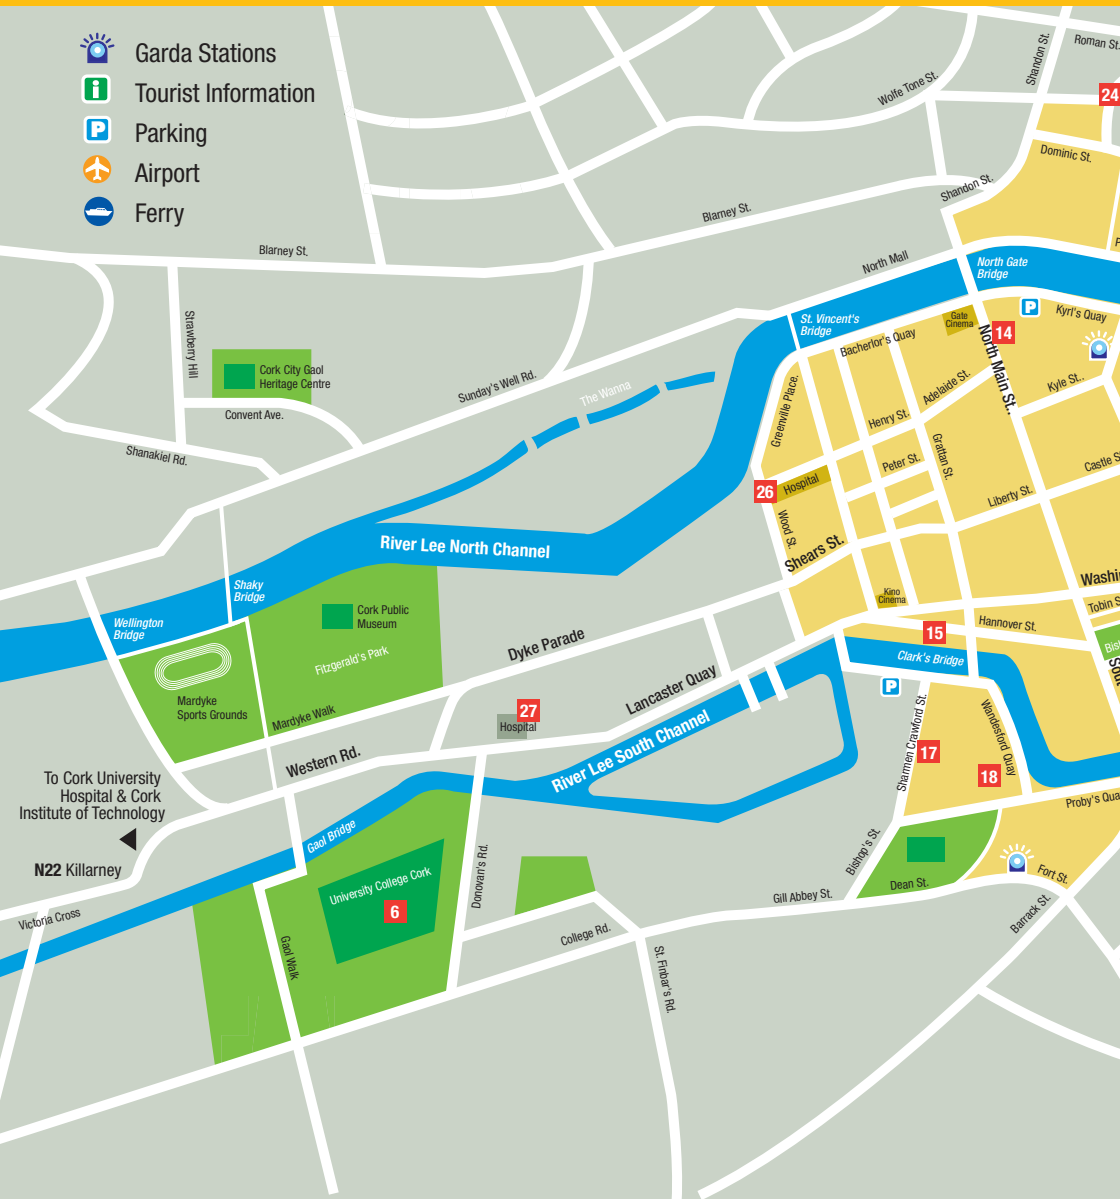 Garda Stations
Tourist Information
Parking
Airport
Ferry
Roman St.
Shandon St.
24
Wolfe Tone St.
Dominic St.
Shandon St.
Blarney St.
Blarney St.
North Mall
North Gate
Bridge
St. Vincent's
Bridge
Gate
Cinema
Kyrl's Quay
14
North Main St..
Bacherlor's Quay
Strawberry Hill
Cork City Gaol
Heritage Centre
Convent Ave.
Sunday's Well Rd.
The Wanna
Greenville Place.
Adelaide St.
Kyle St..
Henry St.
Grattan St.
Shanakiel Rd.
Peter St.
Castle S
26
Hospital
Liberty St.
Wood St.
Shears St.
River Lee North Channel
Shaky
Bridge
Kino
Cinema
Washi
Tobin S
Wellington
Bridge
Cork Public
Museum
Hannover St.
15
Fitzgerald's Park
Dyke Parade
Clark's Bridge
Bis
Sou
Mardyke
Sports Grounds
Mardyke Walk
Lancaster Quay
27
Hospital
Sharmen Crawford St.
Wandesford Quay
Western Rd.
River Lee South Channel
17
18
To Cork University
Hospital & Cork
Institute of Technology
Proby's Qua
Gaol Bridge
N22 Killarney
Bishop's St.
Donovan's Rd.
University College Cork
6
Dean St.
Fort St.
Gill Abbey St.
Barrack St.
Victoria Cross
Gaol Walk
College Rd.
St. Finbar's Rd.